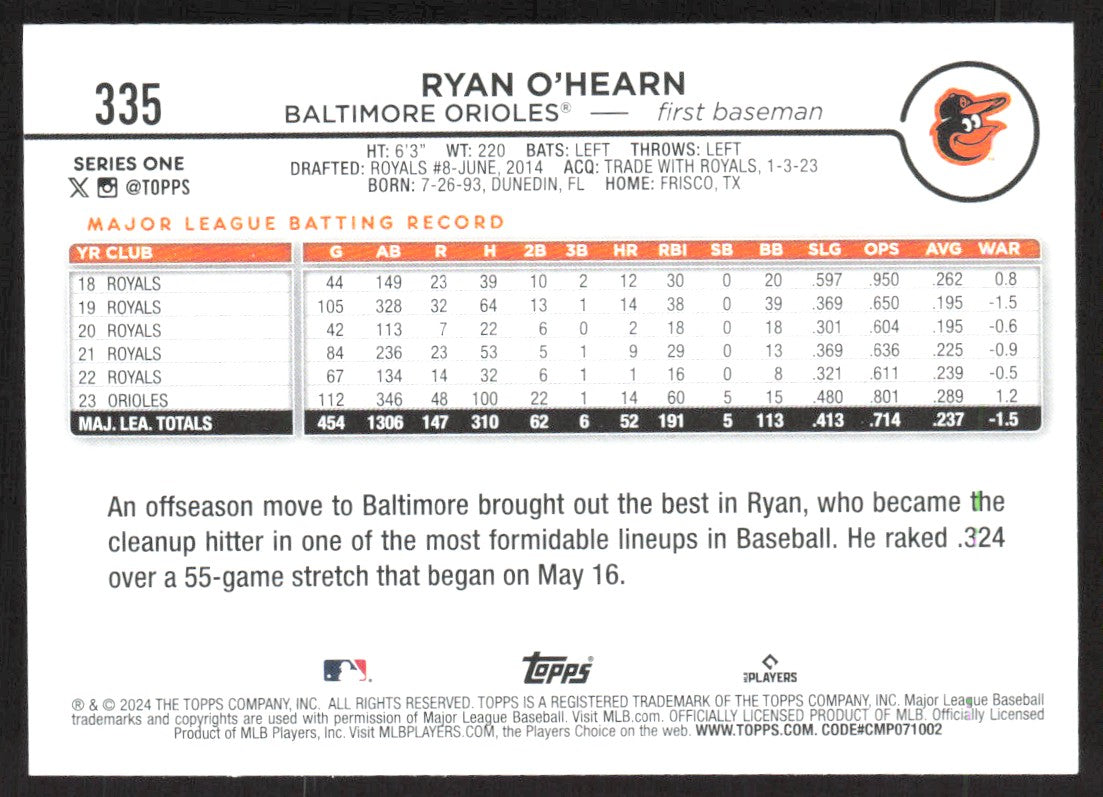 335
RYAN O'HEARN
BALTIMORE ORIOLES® — first baseman
SERIES ONE
@TOPPS
HT: 6'3" WT: 220 BATS: LEFT THROWS: LEFT
DRAFTED: ROYALS #8-JUNE, 2014 ACQ: TRADE WITH ROYALS, 1-3-23
BORN: 7-26-93, DUNEDIN, FL HOME: FRISCO, TX
MAJOR LEAGUE BATTING RECORD
YR CLUB G AB R H 2B 3B HR RBI SB BB SLG OPS AVG WAR
18 ROYALS 44 149 23 39 10 2 12 30 0 20 .597 .950 .262 0.8
19 ROYALS 105 328 32 64 13 1 14 38 0 39 .369 .650 .195 -1.5
20 ROYALS 42 113 7 22 6 0 2 18 0 18 .301 .604 .195 -0.6
21 ROYALS 84 236 23 53 5 1 9 29 0 13 .369 .636 .225 -0.9
22 ROYALS 67 134 14 32 6 1 1 16 0 8 .321 .611 .239 -0.5
23 ORIOLES 112 346 48 100 22 1 14 60 5 15 .480 .801 .289 1.2
MAJ. LEA. TOTALS 454 1306 147 310 62 6 52 191 5 113 .413 .714 .237 -1.5
An offseason move to Baltimore brought out the best in Ryan, who became the
cleanup hitter in one of the most formidable lineups in Baseball. He raked .324
over a 55-game stretch that began on May 16.
Topps®
MLB PLAYERS
® & © 2024 THE TOPPS COMPANY, INC. ALL RIGHTS RESERVED. TOPPS IS A REGISTERED TRADEMARK OF THE TOPPS COMPANY, INC. Major League Baseball
trademarks and copyrights are used with permission of Major League Baseball. Visit MLB.com. OFFICIALLY LICENSED PRODUCT OF MLB. Officially Licensed
Product of MLB Players, Inc. Visit MLBPLAYERS.COM, the Players Choice on the web. WWW.TOPPS.COM. CODE#CMP071002